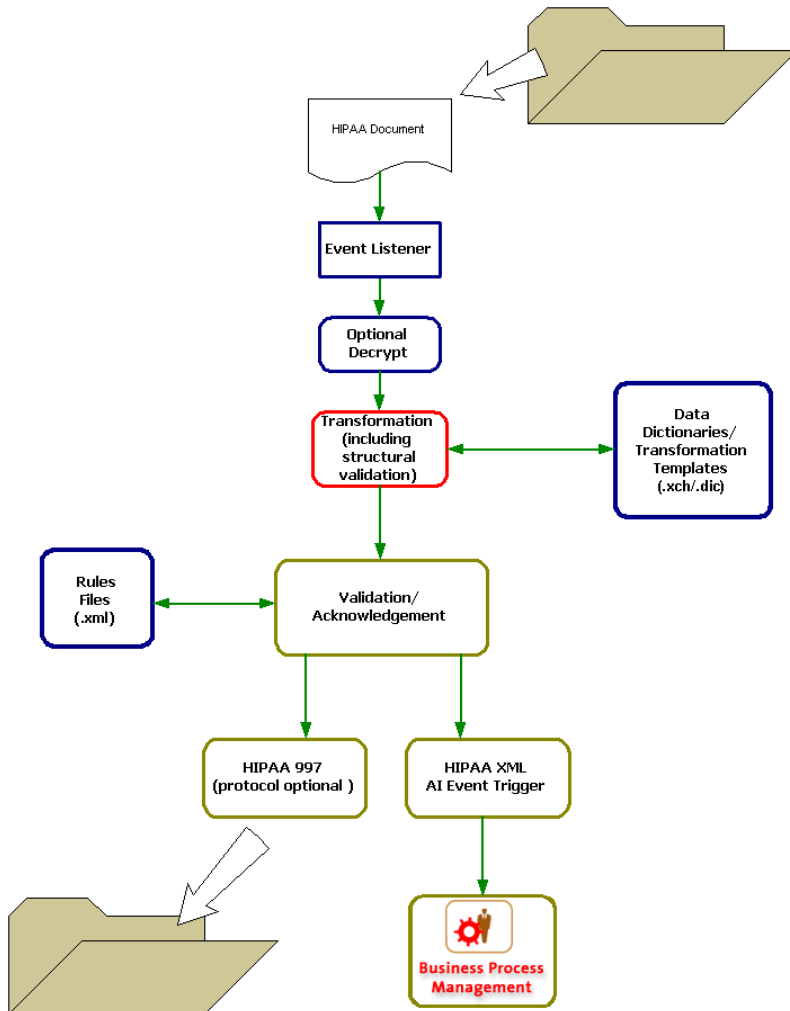 HIPAA Document
Event Listener
Optional
Decrypt
Transformation
(including
structural
validation)
Data
Dictionaries/
Transformation
Templates
(.xch/.dic)
Rules
Files
(.xml)
Validation/
Acknowledgement
HIPAA 997
(protocol optional )
HIPAA XML
AI Event Trigger
Business Process
Management